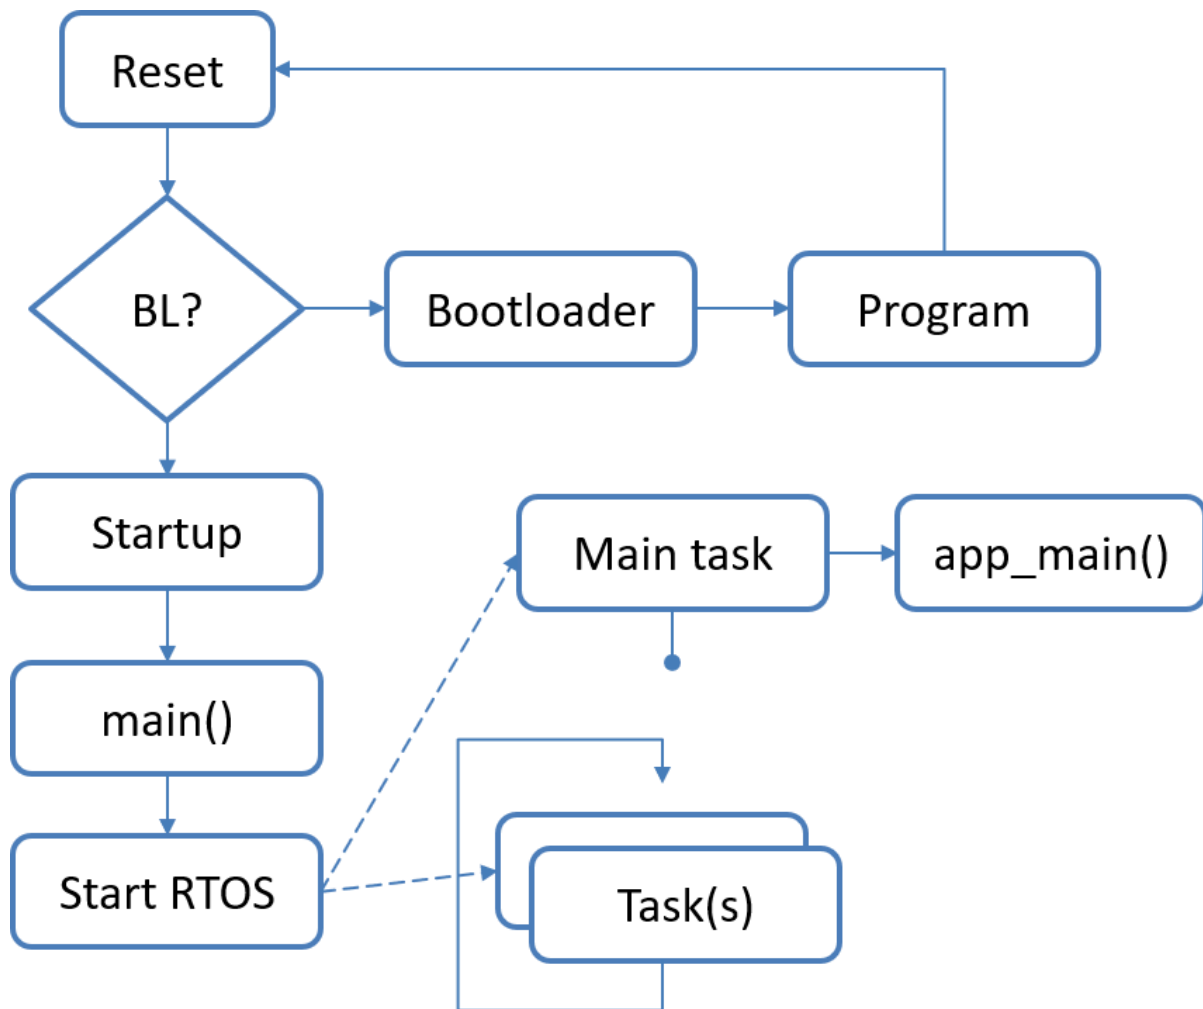 Reset
BL?
Bootloader
Program
Startup
Main task
app_main()
main()
Start RTOS
Task(s)